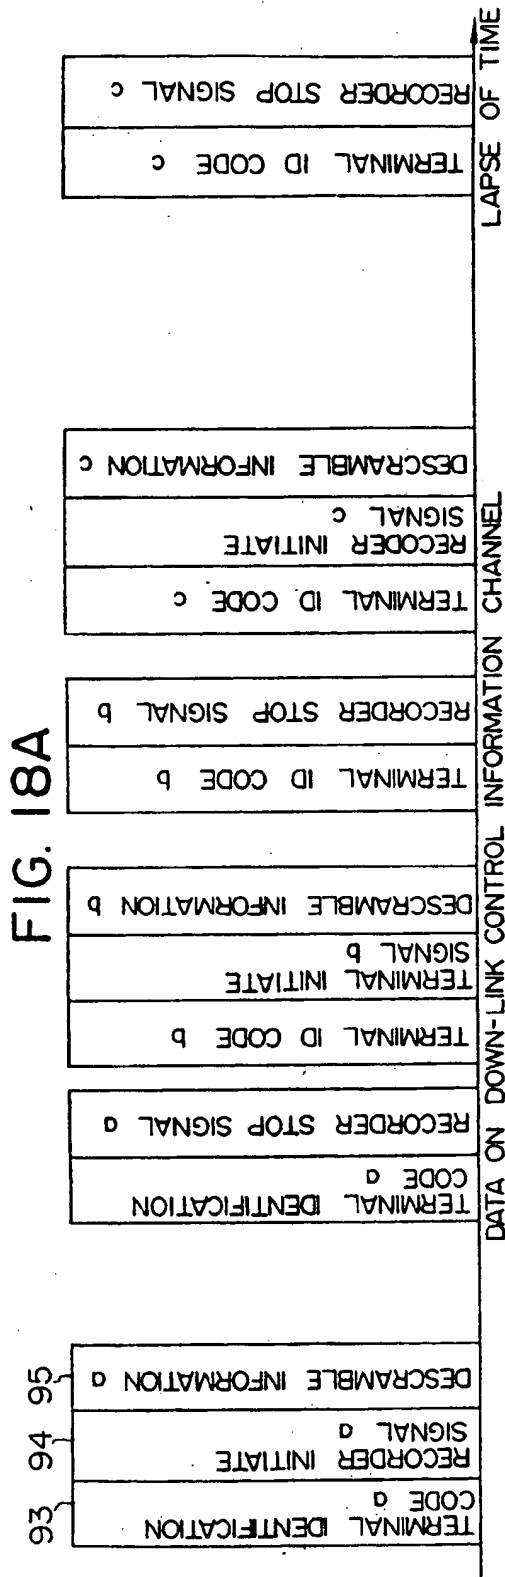 FIG. 18A
93
94
95
TERMINAL IDENTIFICATION
CODE a
RECORDER INITIATE
SIGNAL a
DESCRAMBLE INFORMATION a
TERMINAL IDENTIFICATION
CODE a
RECORDER STOP SIGNAL a
TERMINAL ID CODE b
TERMINAL INITIATE
SIGNAL b
DESCRAMBLE INFORMATION b
TERMINAL ID CODE b
RECORDER STOP SIGNAL b
TERMINAL ID CODE c
RECODER INITIATE
SIGNAL c
DESCRAMBLE INFORMATION c
TERMINAL ID CODE c
RECORDER STOP SIGNAL c
DATA ON DOWN-LINK CONTROL INFORMATION CHANNEL
LAPSE OF TIME